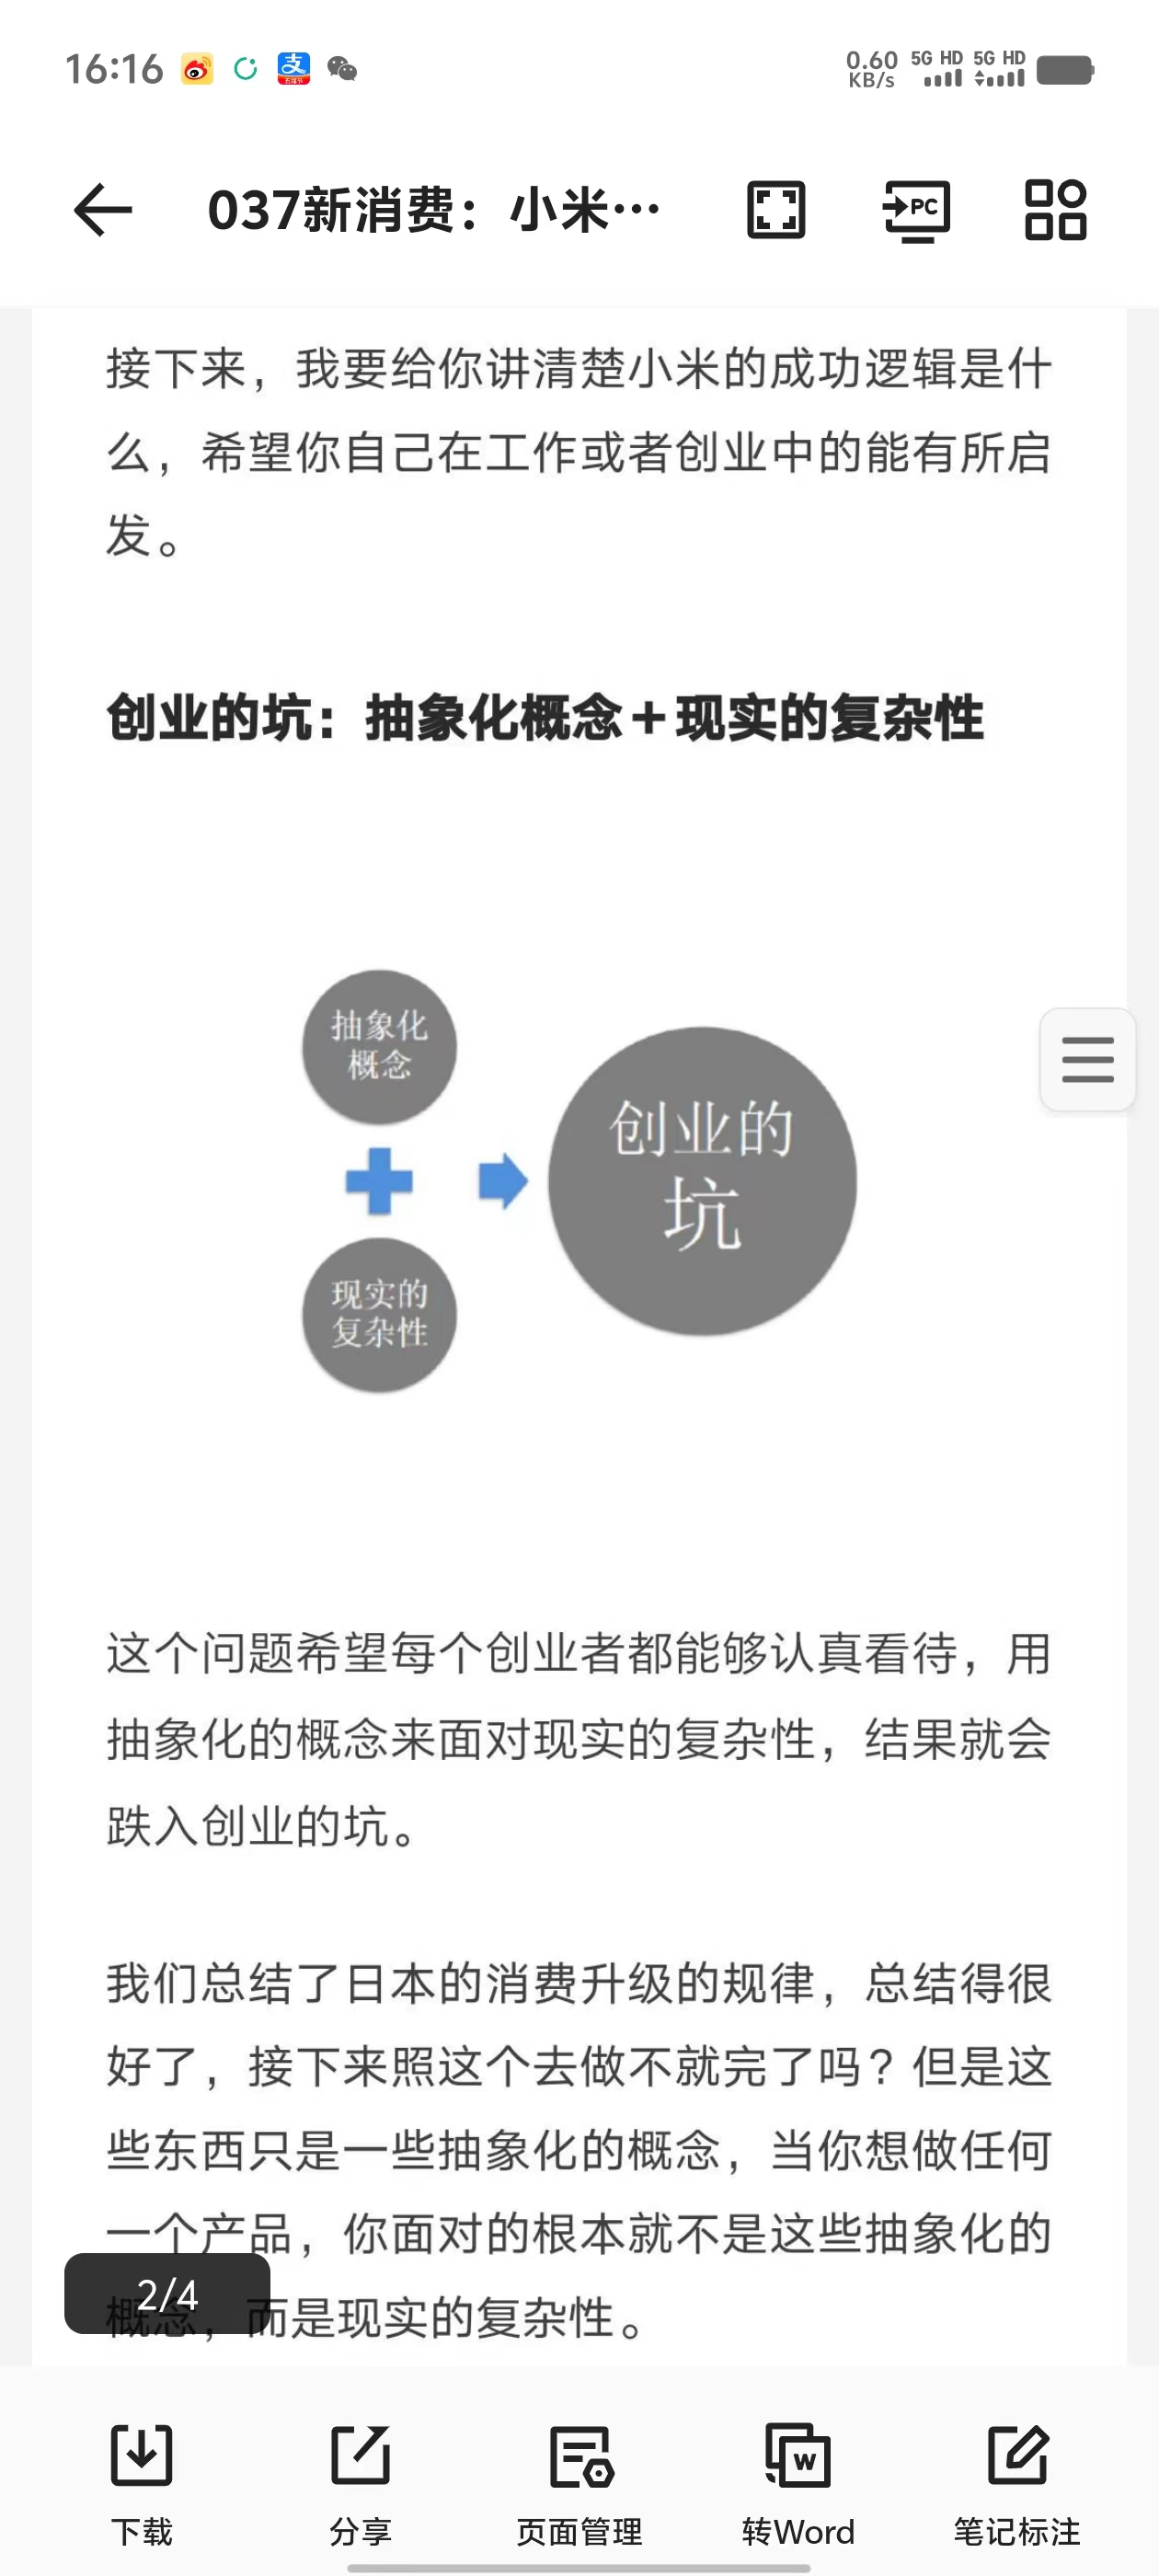 16:16
0.60 KB/s 5G HD 5G HD
037新消费：小米…
PC
接下来，我要给你讲清楚小米的成功逻辑是什
么，希望你自己在工作或者创业中的能有所启
发。
创业的坑：抽象化概念＋现实的复杂性
抽象化
概念
创业的
坑
现实的
复杂性
这个问题希望每个创业者都能够认真看待，用
抽象化的概念来面对现实的复杂性，结果就会
跌入创业的坑。
我们总结了日本的消费升级的规律，总结得很
好了，接下来照这个去做不就完了吗？但是这
些东西只是一些抽象化的概念，当你想做任何
一个产品，你面对的根本就不是这些抽象化的
概念，而是现实的复杂性。
2/4
下载
分享
页面管理
转Word
笔记标注